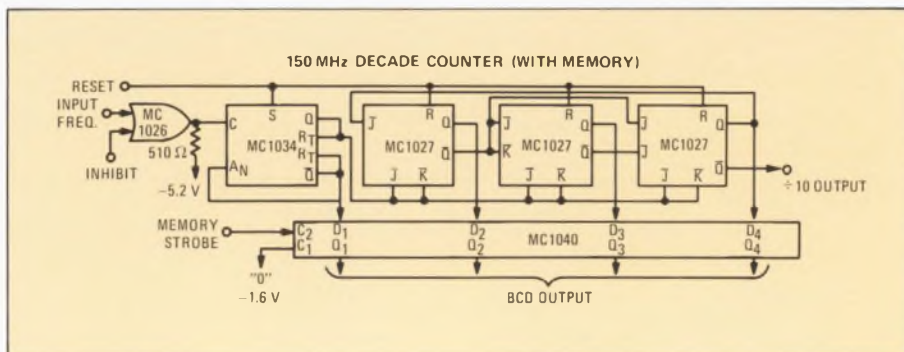 150 MHz DECADE COUNTER (WITH MEMORY)
RESET
INPUT
FREQ.
MC
1026
INHIBIT
510 Ω
−5.2 V
S
C
AN
MC1034
Q
RT
RT
Q̅
J̅
R
Q
MC1027
Q̅
J̅ K̅
J̅
K̅
R
Q
MC1027
Q̅
J̅ K̅
J̅
J̅
R
Q
MC1027
Q̅
J̅ K̅
÷10 OUTPUT
MEMORY
STROBE
C2
C1
D1
Q1
D2
Q2
MC1040
D3
Q3
D4
Q4
"0"
−1.6 V
BCD OUTPUT